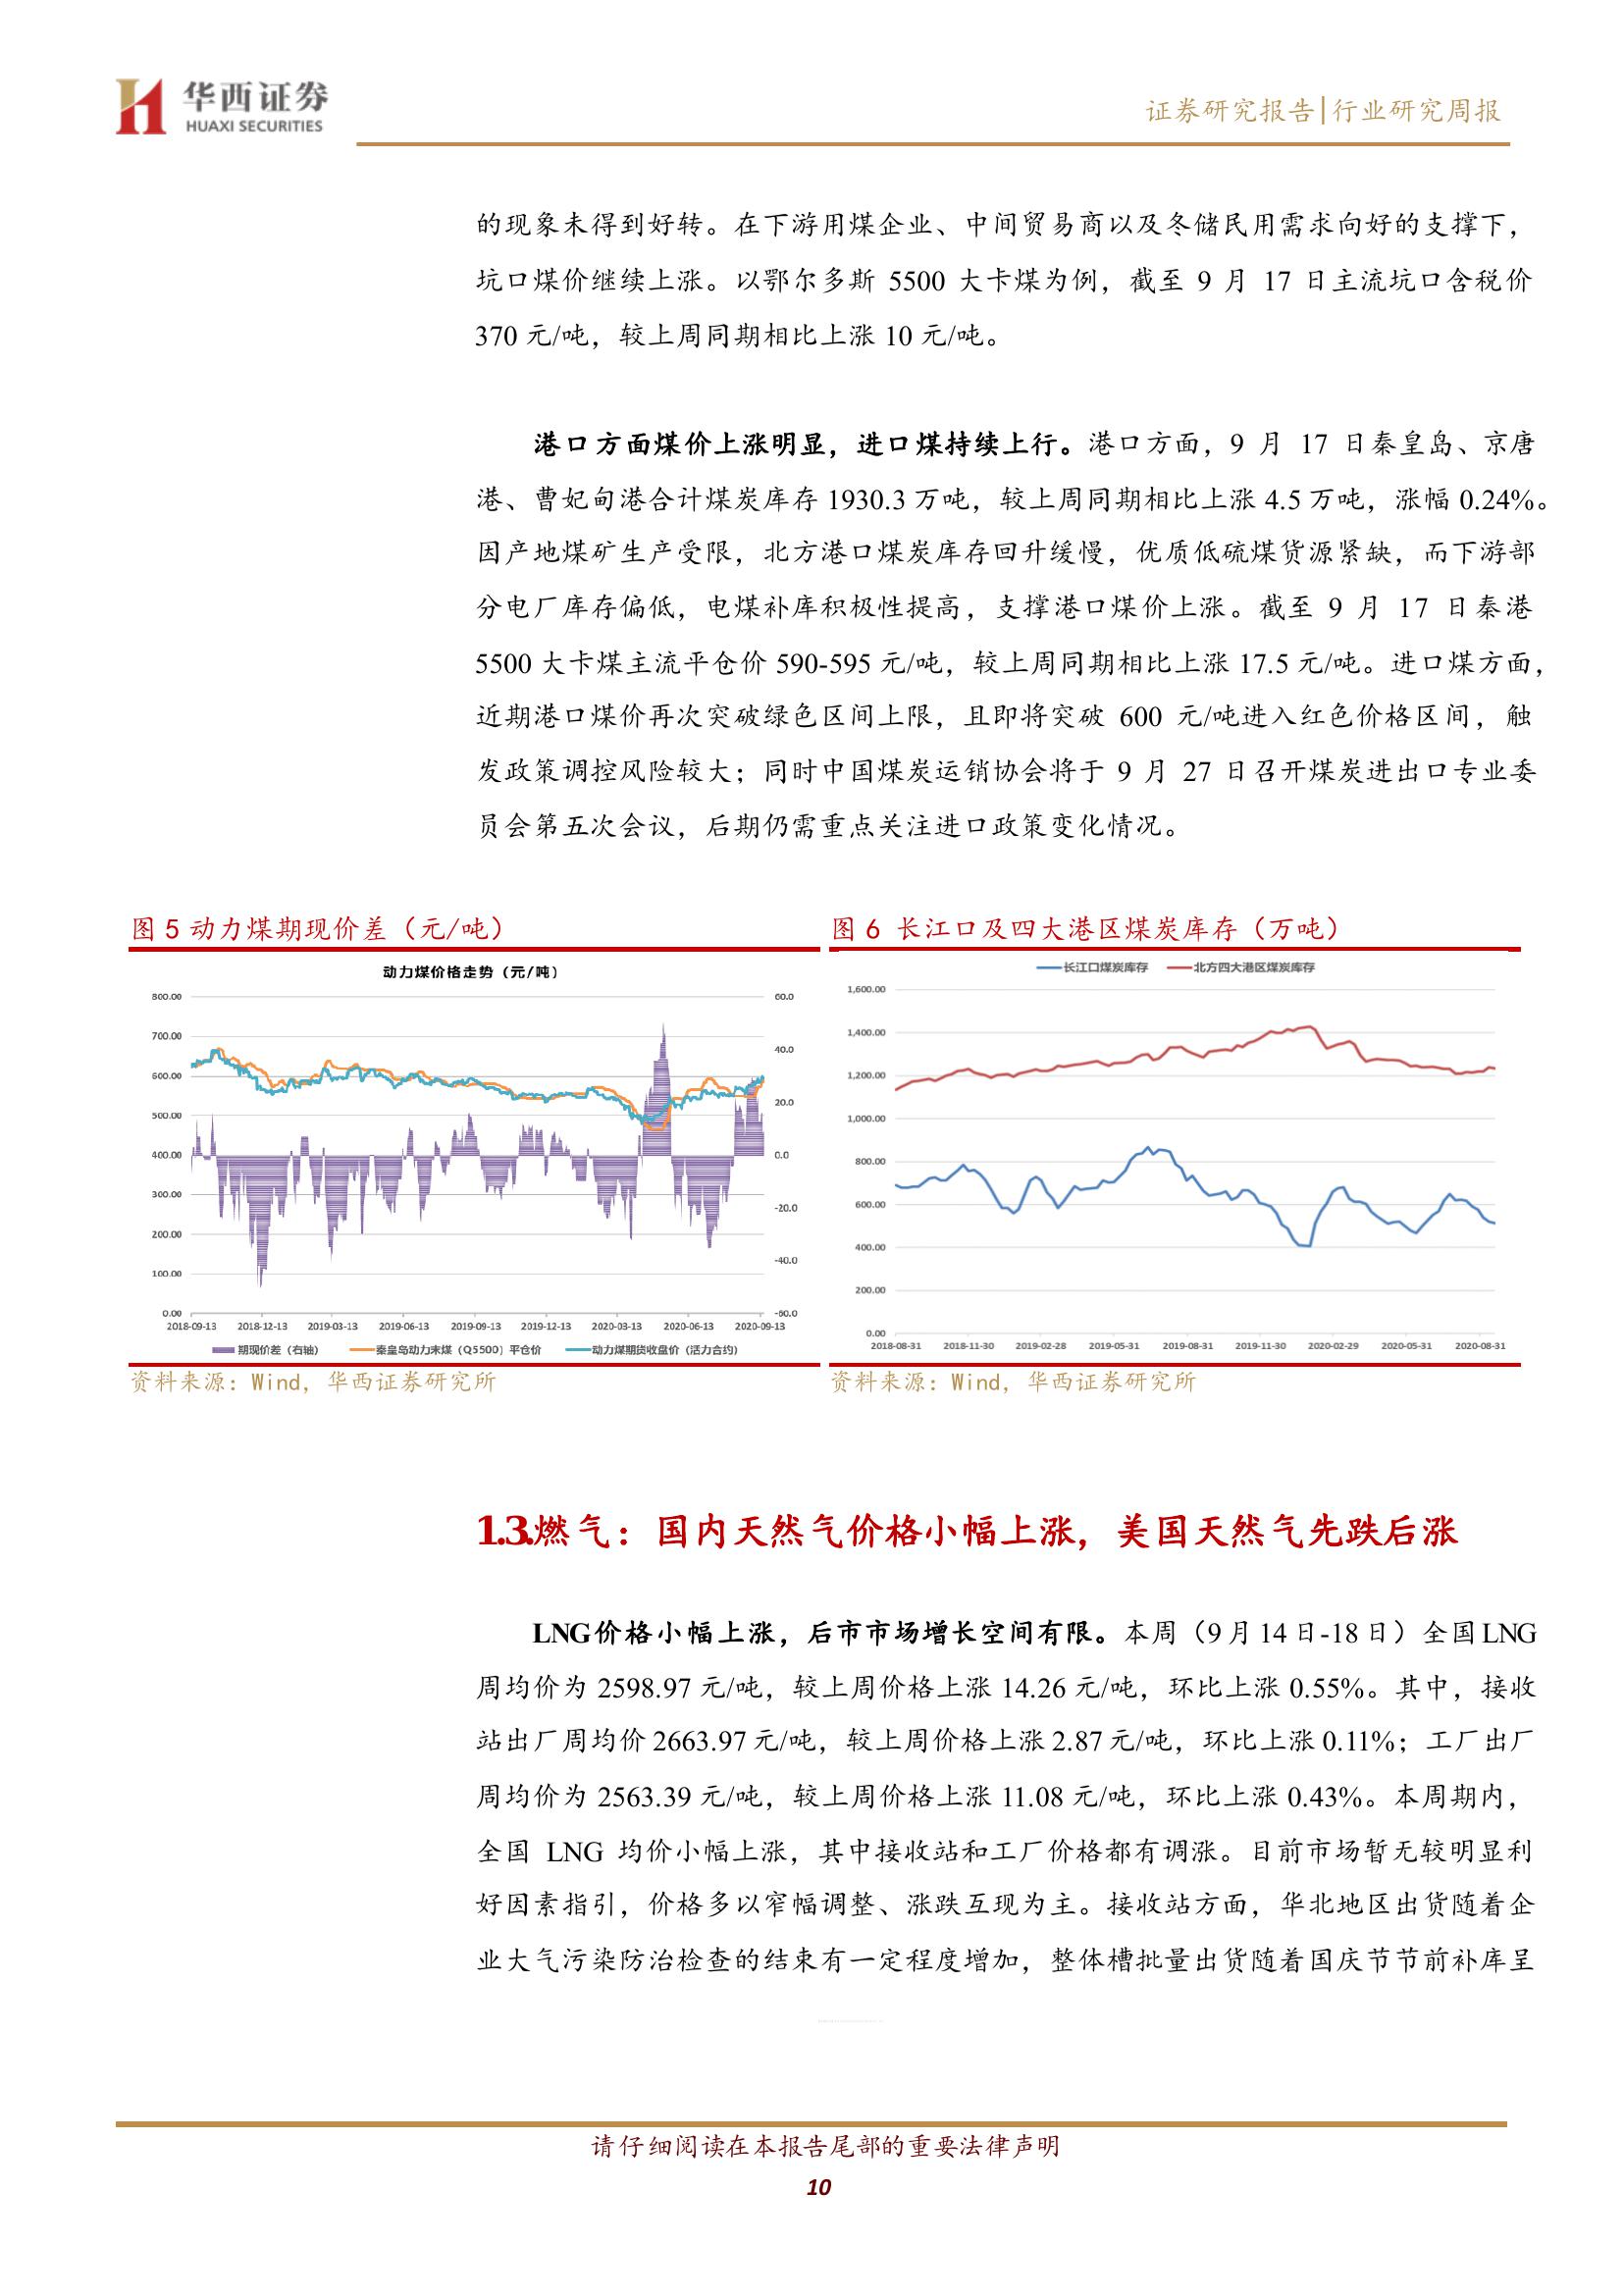 华西证券
HUAXI SECURITIES
证券研究报告|行业研究周报
的现象未得到好转。在下游用煤企业、中间贸易商以及冬储民用需求向好的支撑下，
坑口煤价继续上涨。以鄂尔多斯 5500 大卡煤为例，截至 9 月 17 日主流坑口含税价
370 元/吨，较上周同期相比上涨 10 元/吨。
港口方面煤价上涨明显，进口煤持续上行。港口方面，9 月 17 日秦皇岛、京唐
港、曹妃甸港合计煤炭库存 1930.3 万吨，较上周同期相比上涨 4.5 万吨，涨幅 0.24%。
因产地煤矿生产受限，北方港口煤炭库存回升缓慢，优质低硫煤货源紧缺，而下游部
分电厂库存偏低，电煤补库积极性提高，支撑港口煤价上涨。截至 9 月 17 日秦港
5500 大卡煤主流平仓价 590-595 元/吨，较上周同期相比上涨 17.5 元/吨。进口煤方面，
近期港口煤价再次突破绿色区间上限，且即将突破 600 元/吨进入红色价格区间，触
发政策调控风险较大；同时中国煤炭运销协会将于 9 月 27 日召开煤炭进出口专业委
员会第五次会议，后期仍需重点关注进口政策变化情况。
图 5 动力煤期现价差（元/吨）
动力煤价格走势（元/吨）
800.00
700.00
600.00
500.00
400.00
300.00
200.00
100.00
0.00
60.0
40.0
20.0
0.0
-20.0
-40.0
-60.0
2018-09-13 2018-12-13 2019-03-13 2019-06-13 2019-09-13 2019-12-13 2020-03-13 2020-06-13 2020-09-13
期现价差（右轴） 秦皇岛动力末煤（Q5500）平仓价 动力煤期货收盘价（活力合约）
资料来源：Wind，华西证券研究所
图 6 长江口及四大港区煤炭库存（万吨）
长江口煤炭库存 北方四大港区煤炭库存
1,600.00
1,400.00
1,200.00
1,000.00
800.00
600.00
400.00
200.00
0.00
2018-08-31 2018-11-30 2019-02-28 2019-05-31 2019-08-31 2019-11-30 2020-02-29 2020-05-31 2020-08-31
资料来源：Wind，华西证券研究所
1.3.燃气：国内天然气价格小幅上涨，美国天然气先跌后涨
LNG价格小幅上涨，后市市场增长空间有限。本周（9 月 14 日-18 日）全国 LNG
周均价为 2598.97 元/吨，较上周价格上涨 14.26 元/吨，环比上涨 0.55%。其中，接收
站出厂周均价 2663.97 元/吨，较上周价格上涨 2.87 元/吨，环比上涨 0.11%；工厂出厂
周均价为 2563.39 元/吨，较上周价格上涨 11.08 元/吨，环比上涨 0.43%。本周期内，
全国 LNG 均价小幅上涨，其中接收站和工厂价格都有调涨。目前市场暂无较明显利
好因素指引，价格多以窄幅调整、涨跌互现为主。接收站方面，华北地区出货随着企
业大气污染防治检查的结束有一定程度增加，整体槽批量出货随着国庆节节前补库呈
请仔细阅读在本报告尾部的重要法律声明
10